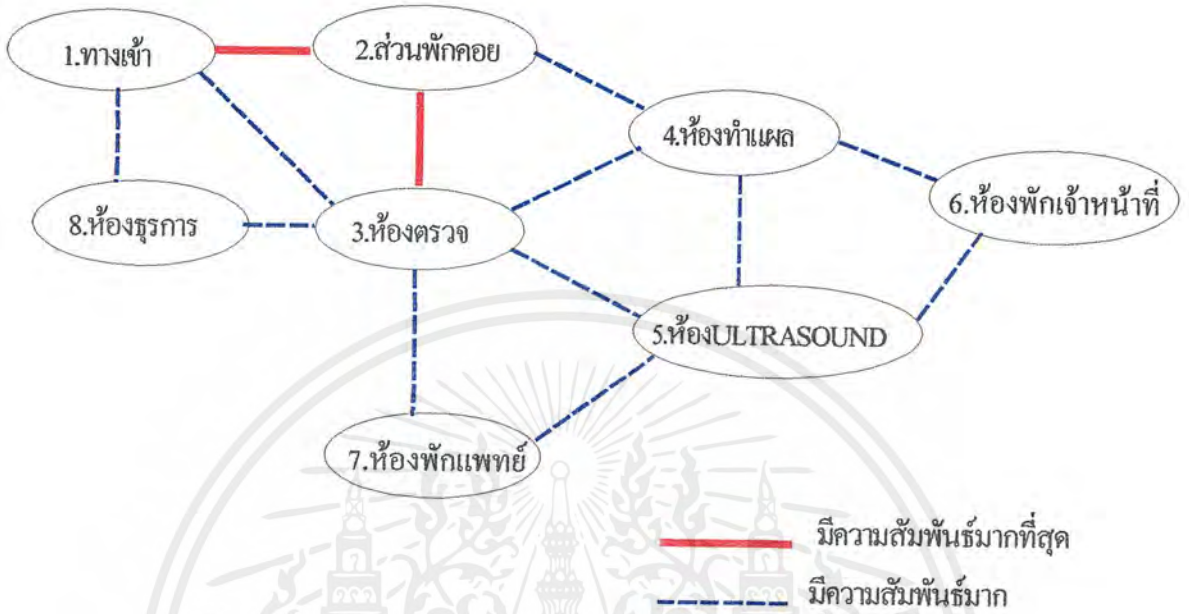 1.ทางเข้า
2.ส่วนพักคอย
4.ห้องทำแผล
6.ห้องพักเจ้าหน้าที่
8.ห้องธุรการ
3.ห้องตรวจ
5.ห้องULTRASOUND
7.ห้องพักแพทย์
มีความสัมพันธ์มากที่สุด
มีความสัมพันธ์มาก